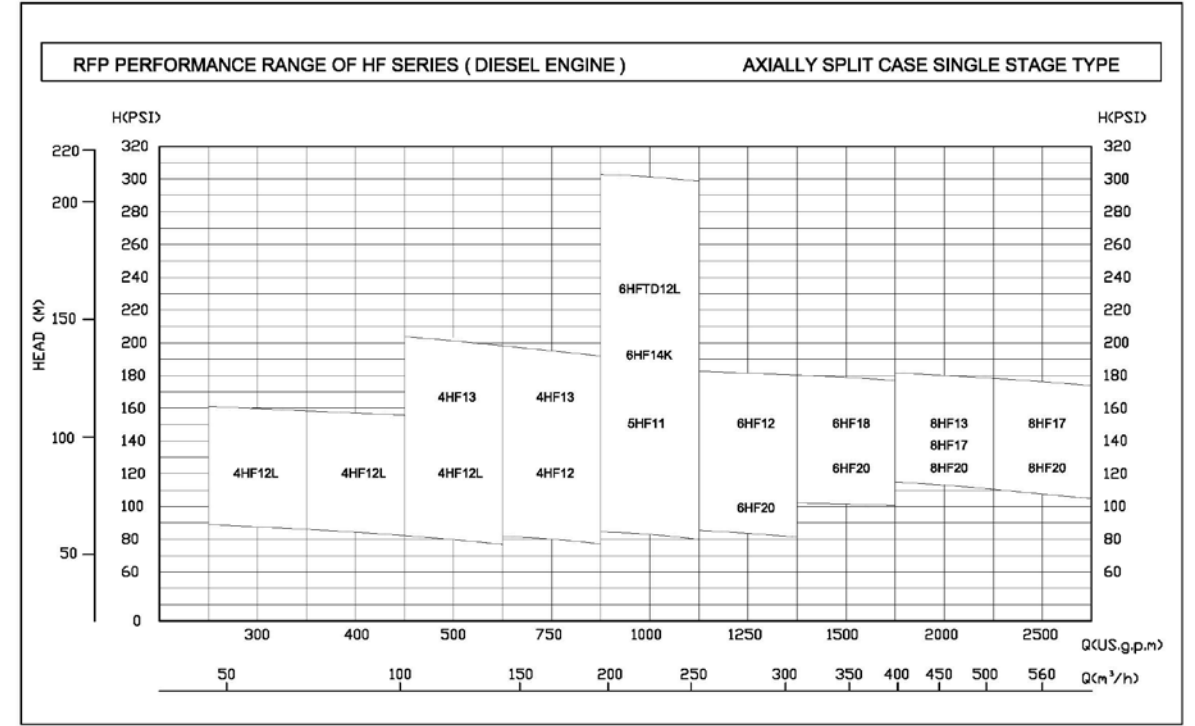 RFP PERFORMANCE RANGE OF HF SERIES ( DIESEL ENGINE ) AXIALLY SPLIT CASE SINGLE STAGE TYPE
H(PSI) H(PSI)
220 320 320
300 300
200 280 280
260 260
240 6HFTD12L 240
HEAD (M)
150 220 220
200 6HF14K 200
180 180
160 4HF13 4HF13 5HF11 6HF12 6HF18 8HF13 8HF17 160
100 140 8HF17 140
120 4HF12L 4HF12L 4HF12L 4HF12 6HF20 8HF20 8HF20 120
100 6HF20 100
50 80 80
60 60
0
300 400 500 750 1000 1250 1500 2000 2500 Q(US.g.p.m)
50 100 150 200 250 300 350 400 450 500 560 Q(m³/h)